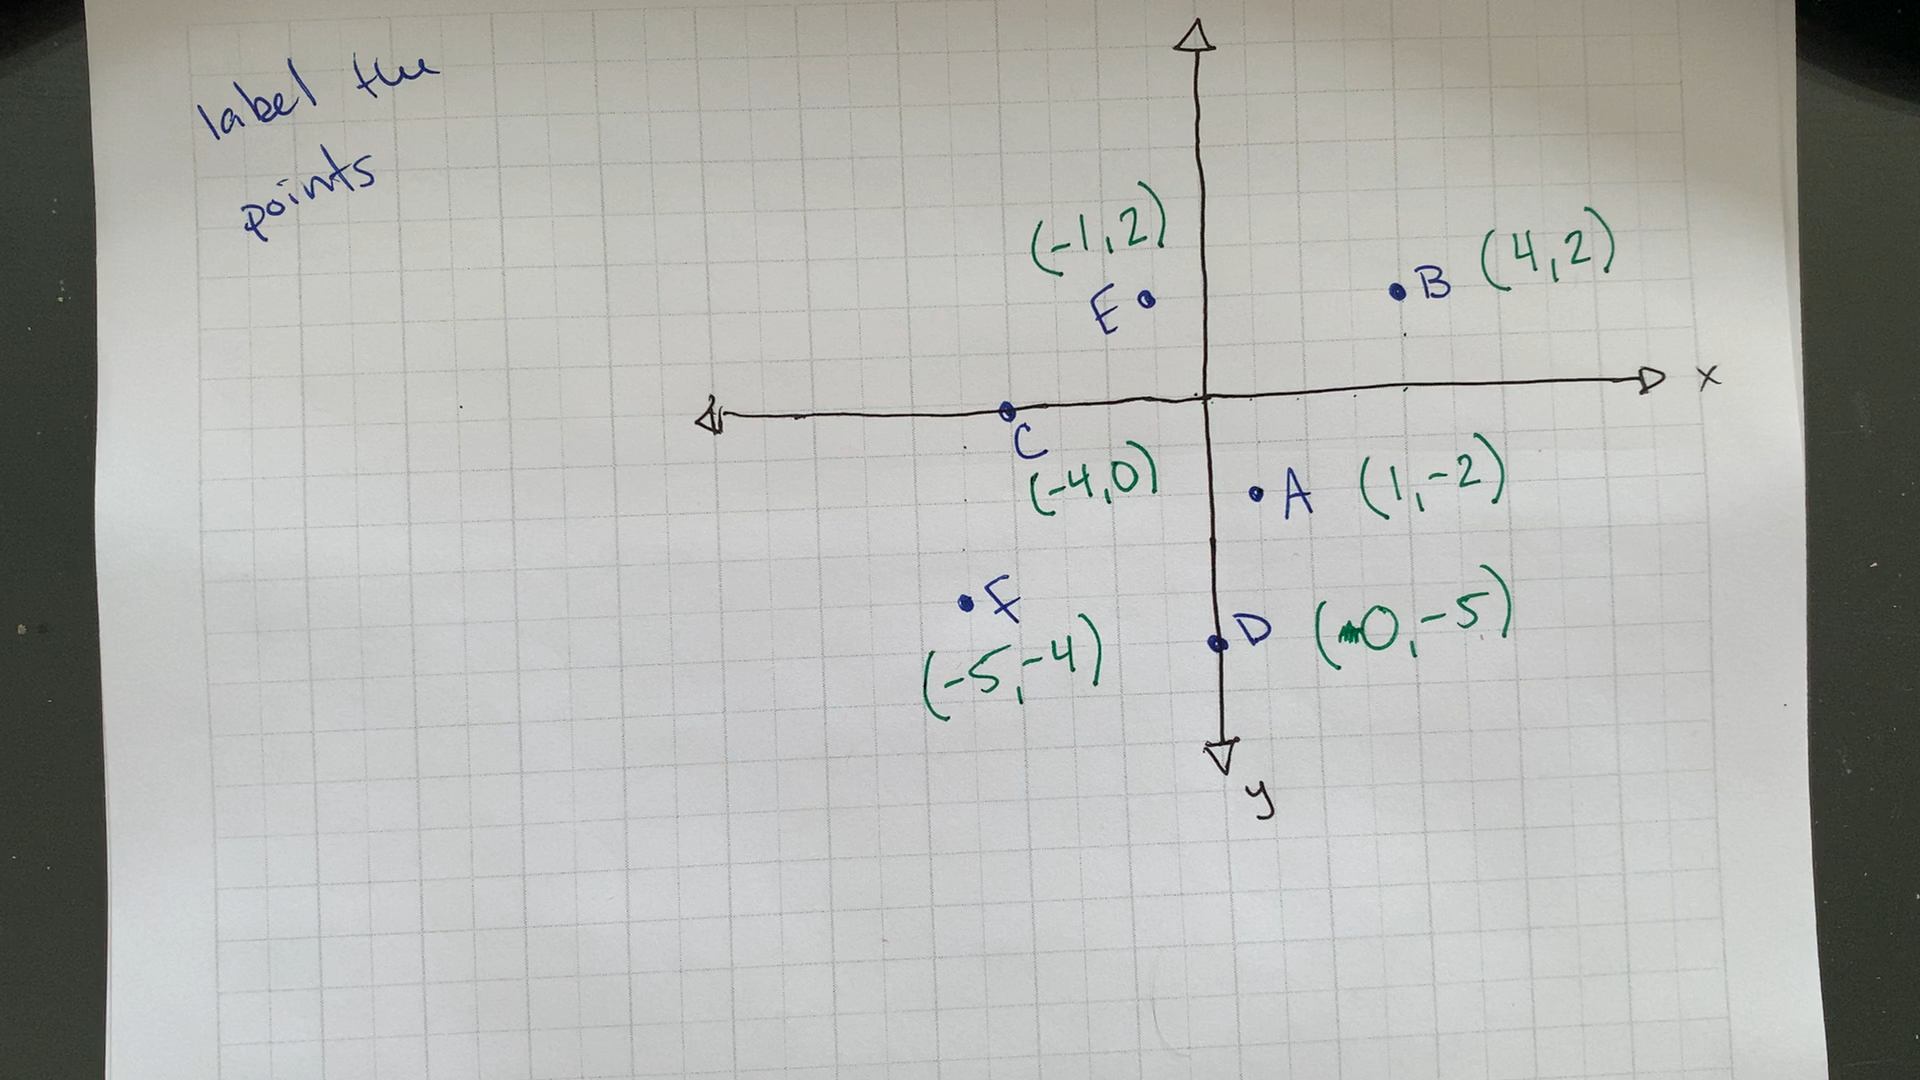 label the
points
(-1,2)
E
B (4,2)
x
C
(-4,0)
A (1,-2)
F
(-5,-4)
D (0,-5)
y